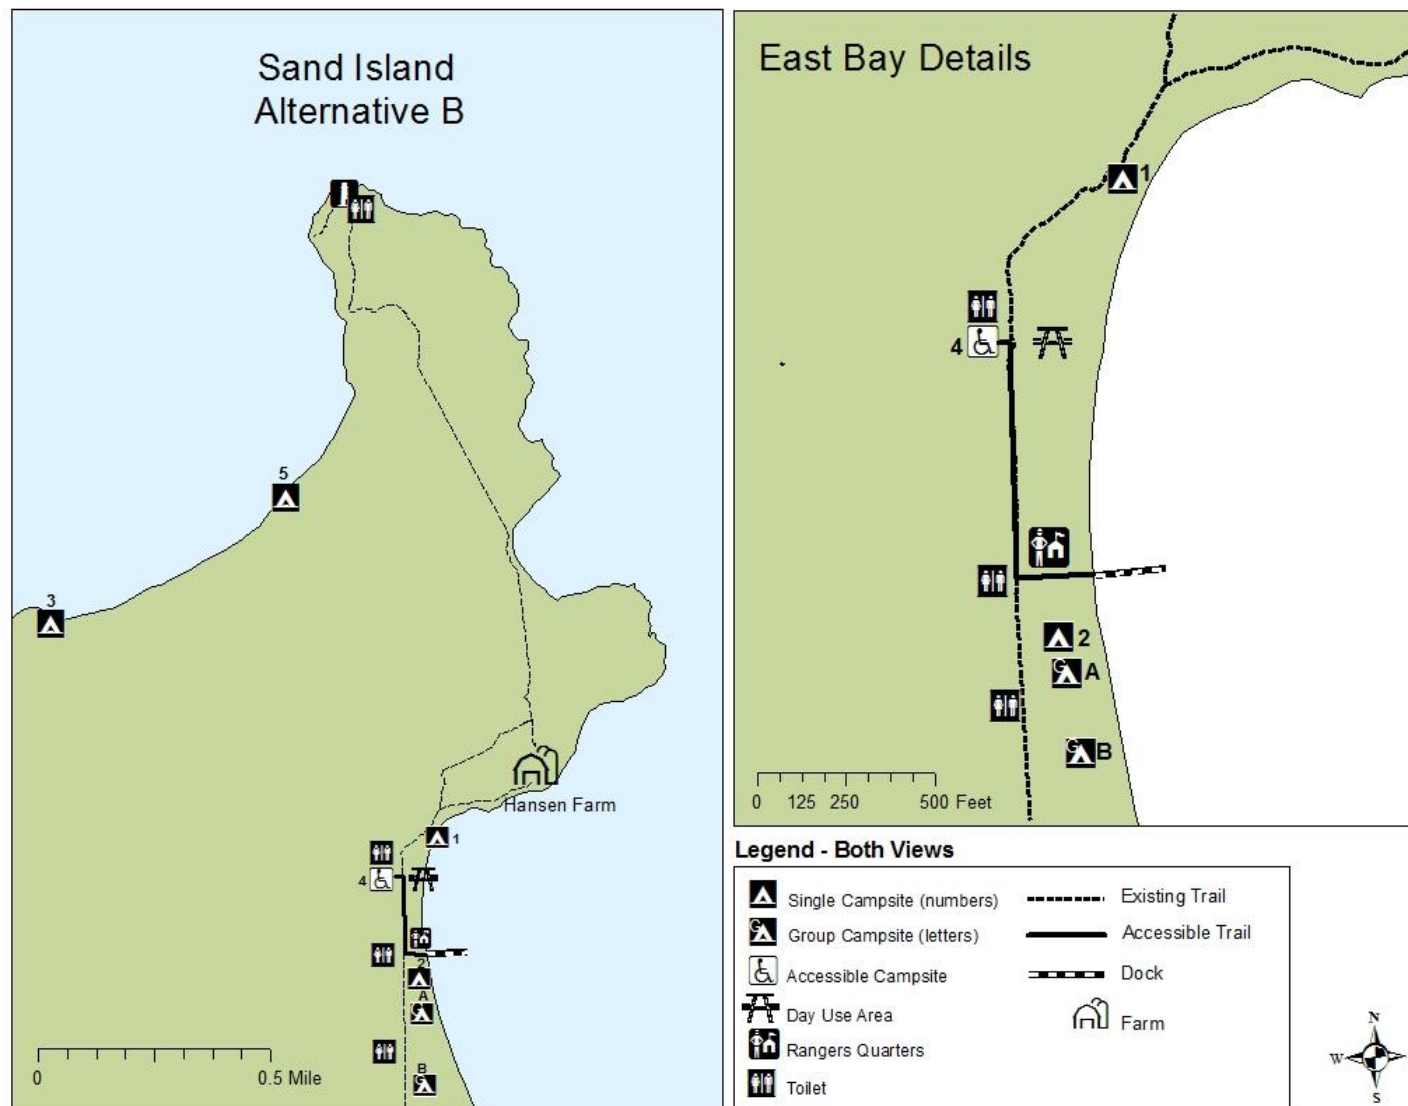 Sand Island
Alternative B
5
3
Hansen Farm
1
4
2
A
B
0 0.5 Mile
East Bay Details
1
4
2
G A
G B
0 125 250 500 Feet
Legend - Both Views
Single Campsite (numbers)
G Group Campsite (letters)
Accessible Campsite
Day Use Area
Rangers Quarters
Toilet
Existing Trail
Accessible Trail
Dock
Farm
N
W E
S